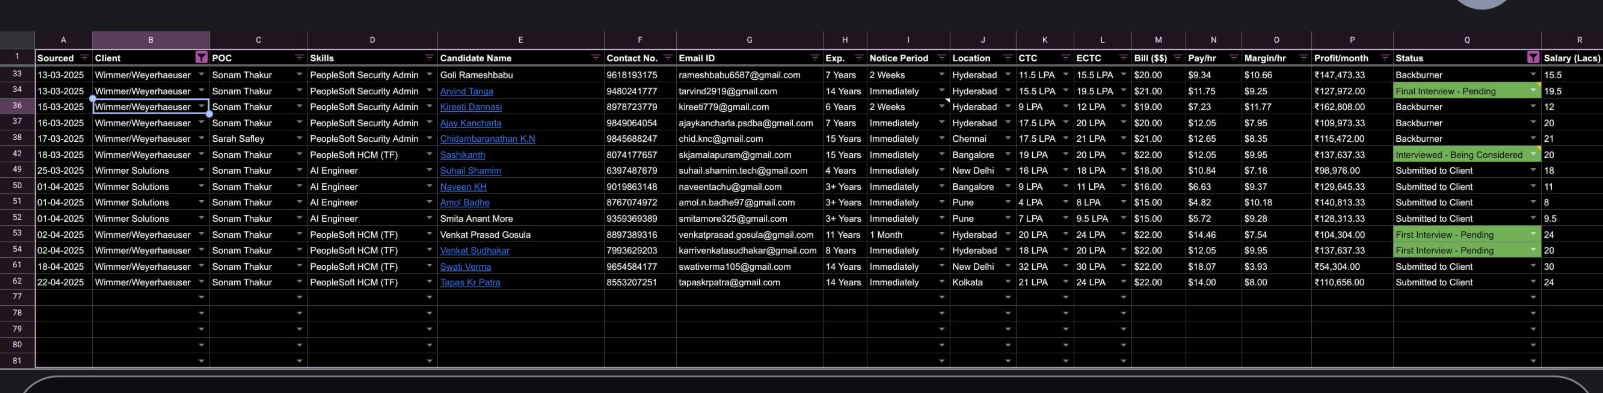 A B C D E F G H I J K L M N O P Q R
1 Sourced Client POC Skills Candidate Name Contact No. Email ID Exp. Notice Period Location CTC ECTC Bill ($$) Pay/hr Margin/hr Profit/month Status Salary (Lacs)
33 13-03-2025 Wimmer/Weyerhaeuser Sonam Thakur PeopleSoft Security Admin Goli Rameshbabu 9618193175 rameshbabu6587@gmail.com 7 Years 2 Weeks Hyderabad 11.5 LPA 15.5 LPA $20.00 $9.34 $10.66 ₹147,473.33 Backburner 15.5
34 13-03-2025 Wimmer/Weyerhaeuser Sonam Thakur PeopleSoft Security Admin Arvind Tanga 9480241777 tarvind2919@gmail.com 14 Years Immediately Hyderabad 15.5 LPA 19.5 LPA $21.00 $11.75 $9.25 ₹127,972.00 Final Interview - Pending 19.5
36 15-03-2025 Wimmer/Weyerhaeuser Sonam Thakur PeopleSoft Security Admin Kireeti Dannasi 8978723779 kireeti779@gmail.com 6 Years 2 Weeks Hyderabad 9 LPA 12 LPA $19.00 $7.23 $11.77 ₹162,808.00 Backburner 12
37 16-03-2025 Wimmer/Weyerhaeuser Sonam Thakur PeopleSoft Security Admin Ajay Kancharla 9849064054 ajaykancharla.psdba@gmail.com 7 Years Immediately Hyderabad 17.5 LPA 20 LPA $20.00 $12.05 $7.95 ₹109,973.33 Backburner 20
38 17-03-2025 Wimmer/Weyerhaeuser Sarah Safley PeopleSoft Security Admin Chidambaranathan K.N 9845688247 chid.knc@gmail.com 15 Years Immediately Chennai 17.5 LPA 21 LPA $21.00 $12.65 $8.35 ₹115,472.00 Backburner 21
42 18-03-2025 Wimmer/Weyerhaeuser Sonam Thakur PeopleSoft HCM (TF) Sashikanth 8074177657 skjamalapuram@gmail.com 15 Years Immediately Bangalore 19 LPA 20 LPA $22.00 $12.05 $9.95 ₹137,637.33 Interviewed - Being Considered 20
49 25-03-2025 Wimmer Solutions Sonam Thakur AI Engineer Suhail Shamim 6397487679 suhail.shamim.tech@gmail.com 4 Years Immediately New Delhi 16 LPA 18 LPA $18.00 $10.84 $7.16 ₹98,976.00 Submitted to Client 18
50 01-04-2025 Wimmer Solutions Sonam Thakur AI Engineer Naveen KH 9019863148 naveentachu@gmail.com 3+ Years Immediately Bangalore 9 LPA 11 LPA $16.00 $6.63 $9.37 ₹129,645.33 Submitted to Client 11
51 01-04-2025 Wimmer Solutions Sonam Thakur AI Engineer Amol Badhe 8767074972 amol.n.badhe97@gmail.com 3+ Years Immediately Pune 4 LPA 8 LPA $15.00 $4.82 $10.18 ₹140,813.33 Submitted to Client 8
52 01-04-2025 Wimmer Solutions Sonam Thakur AI Engineer Smita Anant More 9359369389 smitamore325@gmail.com 3+ Years Immediately Pune 7 LPA 9.5 LPA $15.00 $5.72 $9.28 ₹128,313.33 Submitted to Client 9.5
53 02-04-2025 Wimmer/Weyerhaeuser Sonam Thakur PeopleSoft HCM (TF) Venkat Prasad Gosula 8897389316 venkatprasad.gosula@gmail.com 11 Years 1 Month Hyderabad 20 LPA 24 LPA $22.00 $14.46 $7.54 ₹104,304.00 First Interview - Pending 24
54 02-04-2025 Wimmer/Weyerhaeuser Sonam Thakur PeopleSoft HCM (TF) Venkat Sudhakar 7993629203 karrivenkatasudhakar@gmail.com 8 Years Immediately Hyderabad 18 LPA 20 LPA $22.00 $12.05 $9.95 ₹137,637.33 First Interview - Pending 20
61 18-04-2025 Wimmer/Weyerhaeuser Sonam Thakur PeopleSoft HCM (TF) Swati Verma 9654584177 swativerma105@gmail.com 14 Years Immediately New Delhi 32 LPA 30 LPA $22.00 $18.07 $3.93 ₹54,304.00 Submitted to Client 30
62 22-04-2025 Wimmer/Weyerhaeuser Sonam Thakur PeopleSoft HCM (TF) Tapas Kr Patra 8553207251 tapaskrpatra@gmail.com 14 Years Immediately Kolkata 21 LPA 24 LPA $22.00 $14.00 $8.00 ₹110,656.00 Submitted to Client 24
77
78
79
80
81